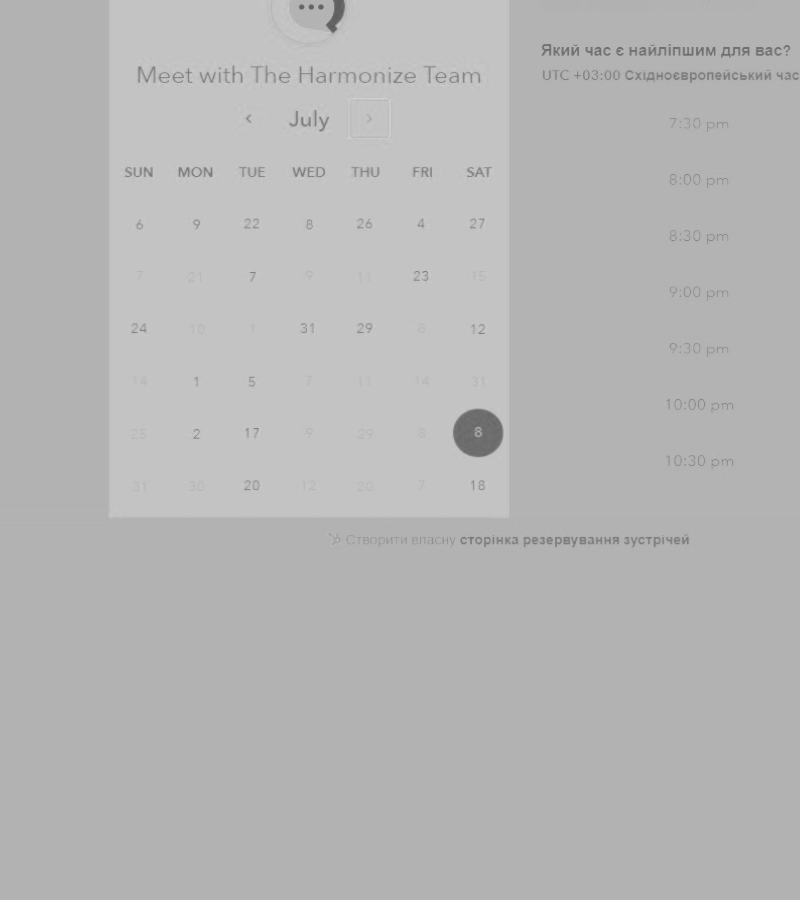 Meet with The Harmonize Team
July
SUN MON TUE WED THU FRI SAT
6 9 22 8 26 4 27
7 21 7 9 11 23 15
24 10 1 31 29 8 12
14 1 5 7 11 14 31
25 2 17 9 29 8 8
31 30 20 12 20 7 18
Який час є найліпшим для вас?
UTC +03:00 Східноєвропейський час
7:30 pm
8:00 pm
8:30 pm
9:00 pm
9:30 pm
10:00 pm
10:30 pm
Створити власну сторінка резервування зустрічей